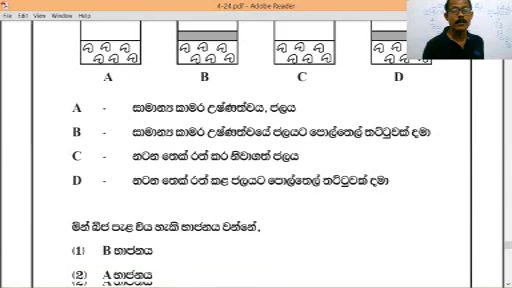 4-24.pdf - Adobe Reader
File Edit View Window Help
A B C D
A - සාමාන්‍ය කාමර උෂ්ණත්වය, ජලය
B - සාමාන්‍ය කාමර උෂ්ණත්වයේ ජලයට පොල්තෙල් තට්ටුවක් දමා
C - නටන තෙක් රත් කර නිවාගත් ජලය
D - නටන තෙක් රත් කළ ජලයට පොල්තෙල් තට්ටුවක් දමා
මින් බීජ පැළ විය හැකි භාජනය වන්නේ,
(1) B භාජනය
(2) A භාජනය